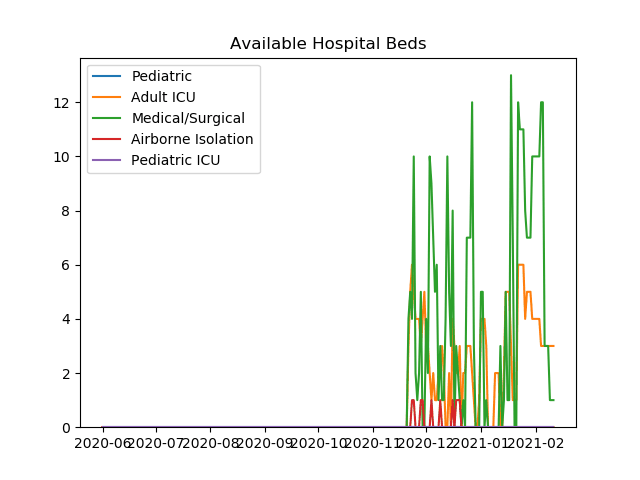 Available Hospital Beds
Pediatric
Adult ICU
Medical/Surgical
Airborne Isolation
Pediatric ICU
12
10
8
6
4
2
0
2020-06 2020-07 2020-08 2020-09 2020-10 2020-11 2020-12 2021-01 2021-02